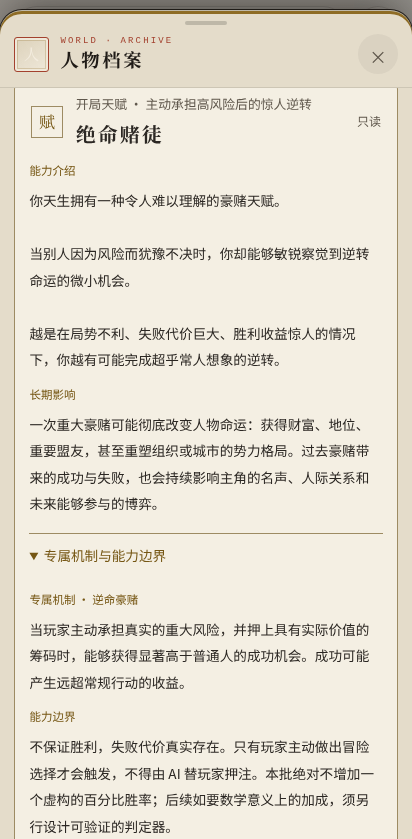 WORLD · ARCHIVE
人
人物档案
开局天赋 · 主动承担高风险后的惊人逆转
赋
绝命赌徒
只读
能力介绍
你天生拥有一种令人难以理解的豪赌天赋。
当别人因为风险而犹豫不决时，你却能够敏锐察觉到逆转
命运的微小机会。
越是在局势不利、失败代价巨大、胜利收益惊人的情况
下，你越有可能完成超乎常人想象的逆转。
长期影响
一次重大豪赌可能彻底改变人物命运：获得财富、地位、
重要盟友，甚至重塑组织或城市的势力格局。过去豪赌带
来的成功与失败，也会持续影响主角的名声、人际关系和
未来能够参与的博弈。
▼ 专属机制与能力边界
专属机制 · 逆命豪赌
当玩家主动承担真实的重大风险，并押上具有实际价值的
筹码时，能够获得显著高于普通人的成功机会。成功可能
产生远超常规行动的收益。
能力边界
不保证胜利，失败代价真实存在。只有玩家主动做出冒险
选择才会触发，不得由 AI 替玩家押注。本批绝对不增加一
个虚构的百分比胜率；后续如要数学意义上的加成，须另
行设计可验证的判定器。